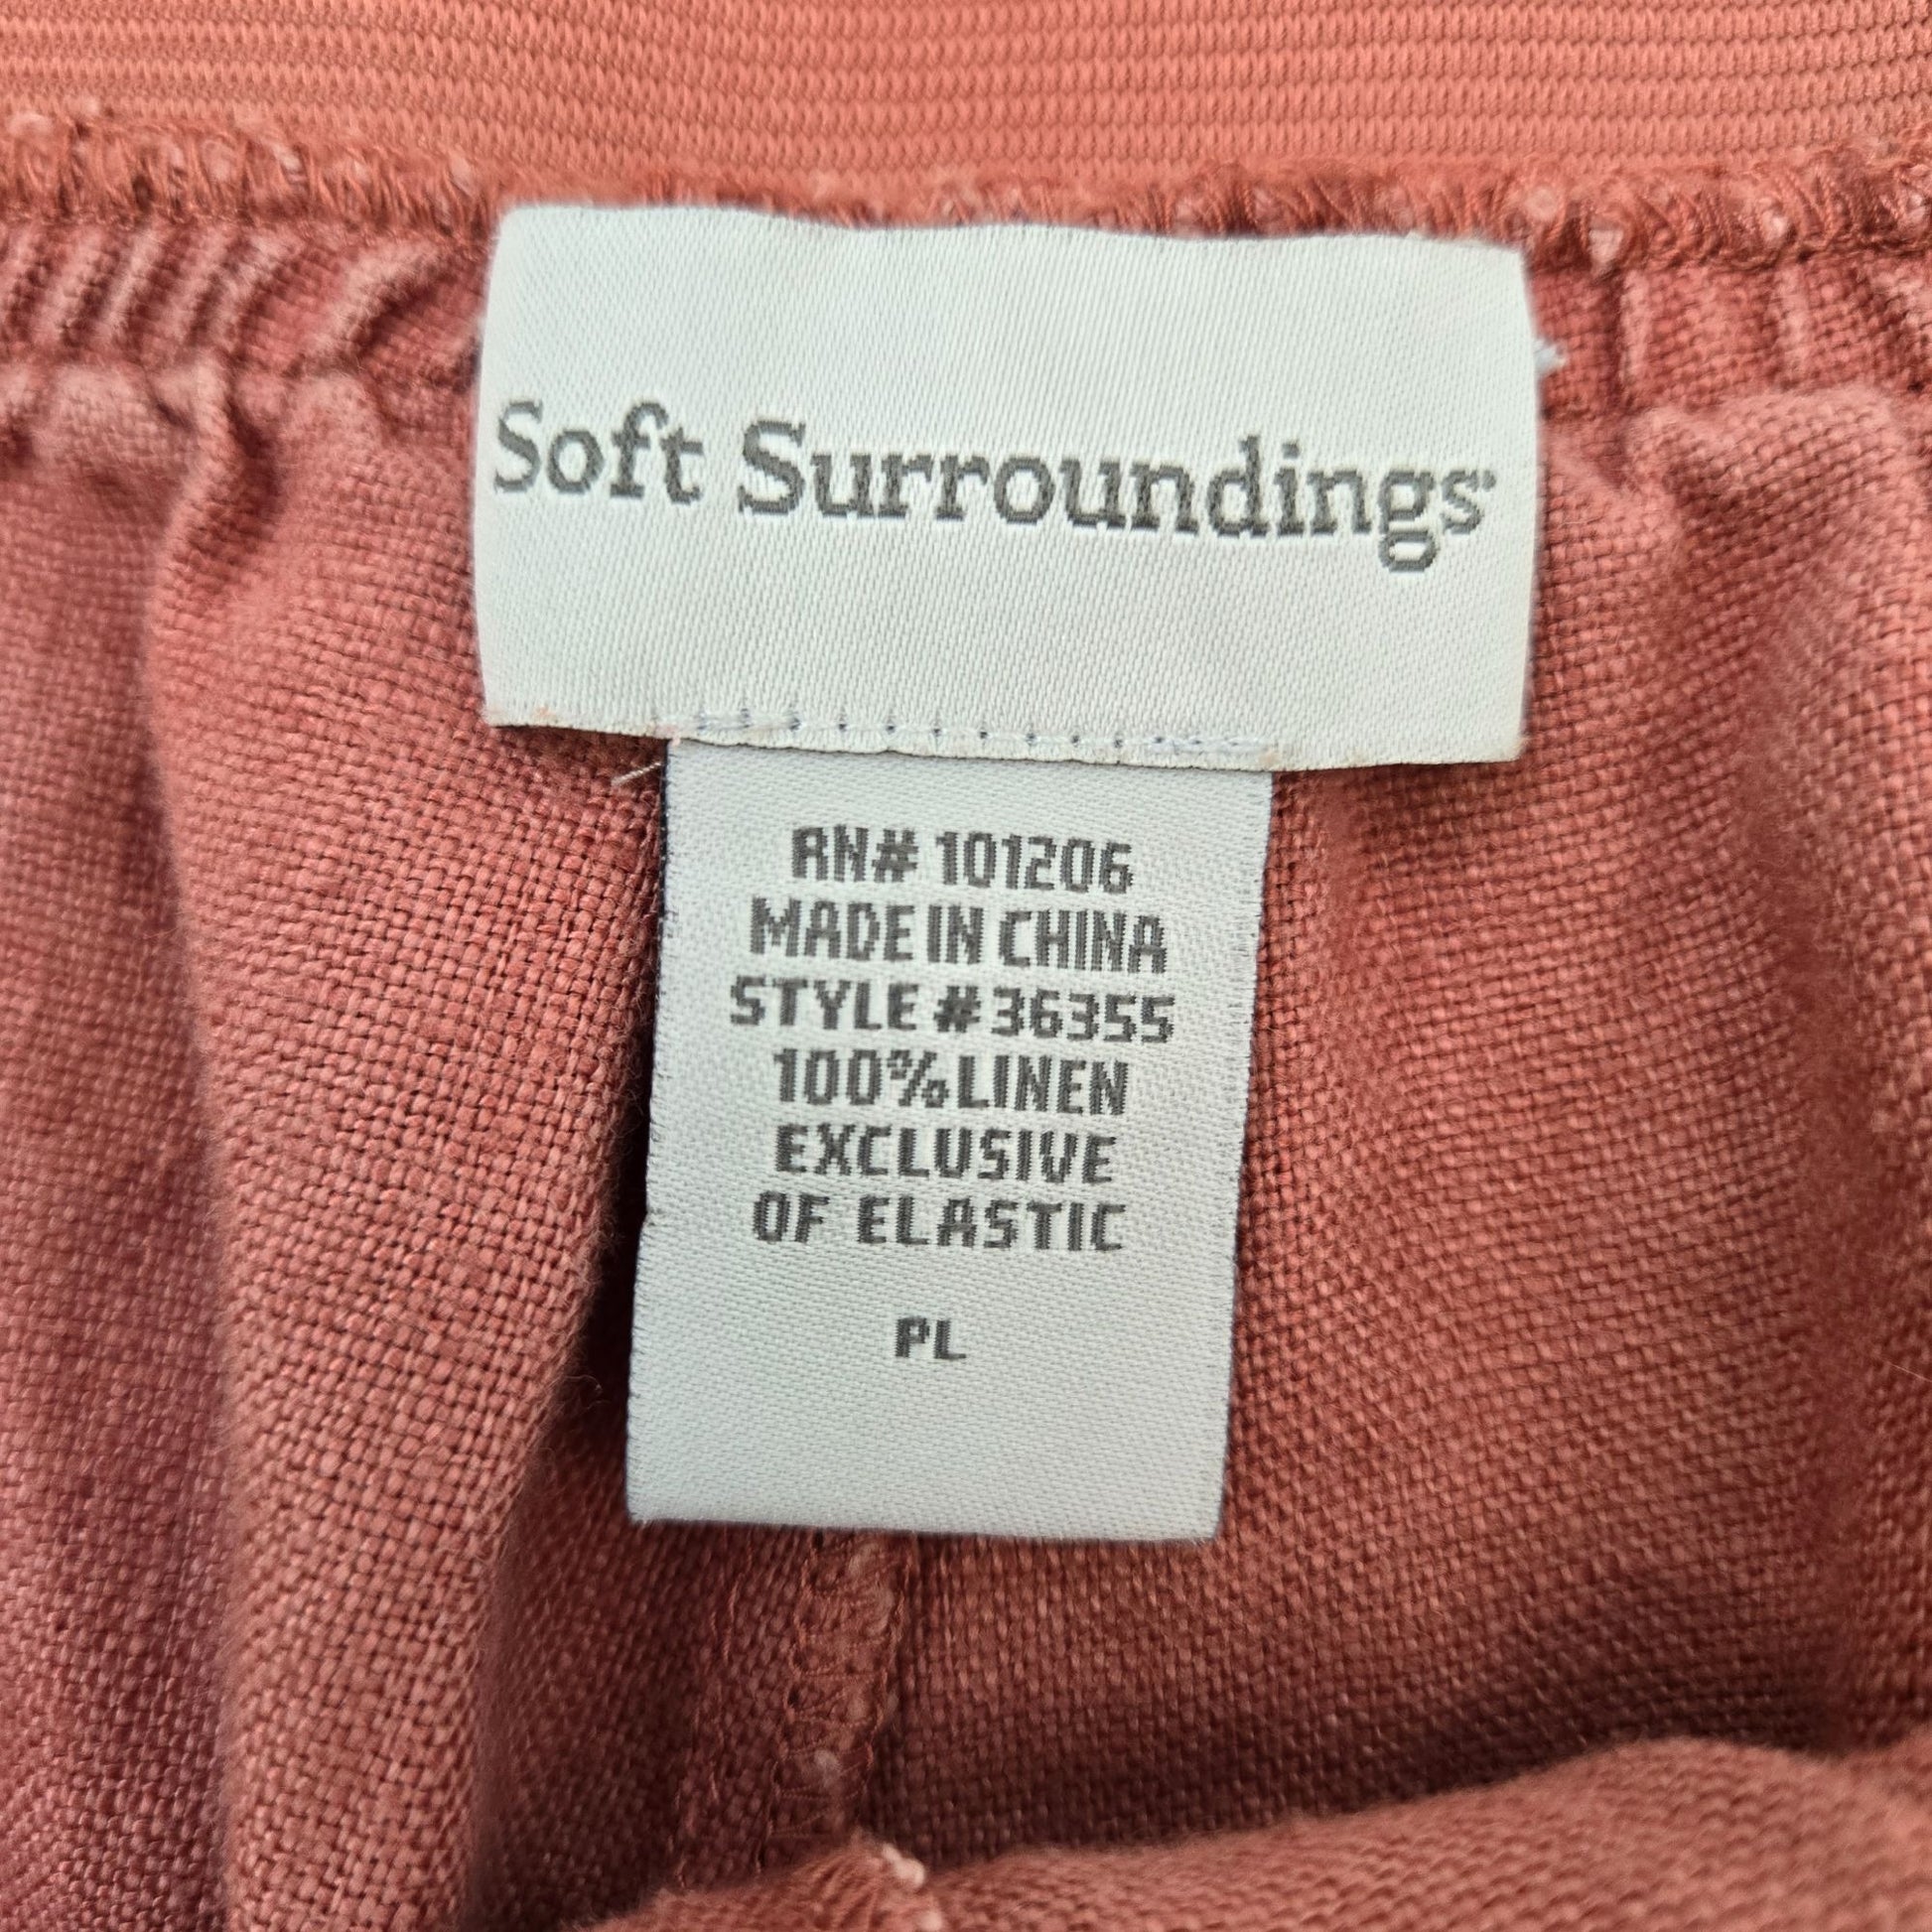 Soft Surroundings
RN# 101206
MADE IN CHINA
STYLE #36355
100% LINEN
EXCLUSIVE
OF ELASTIC
PL